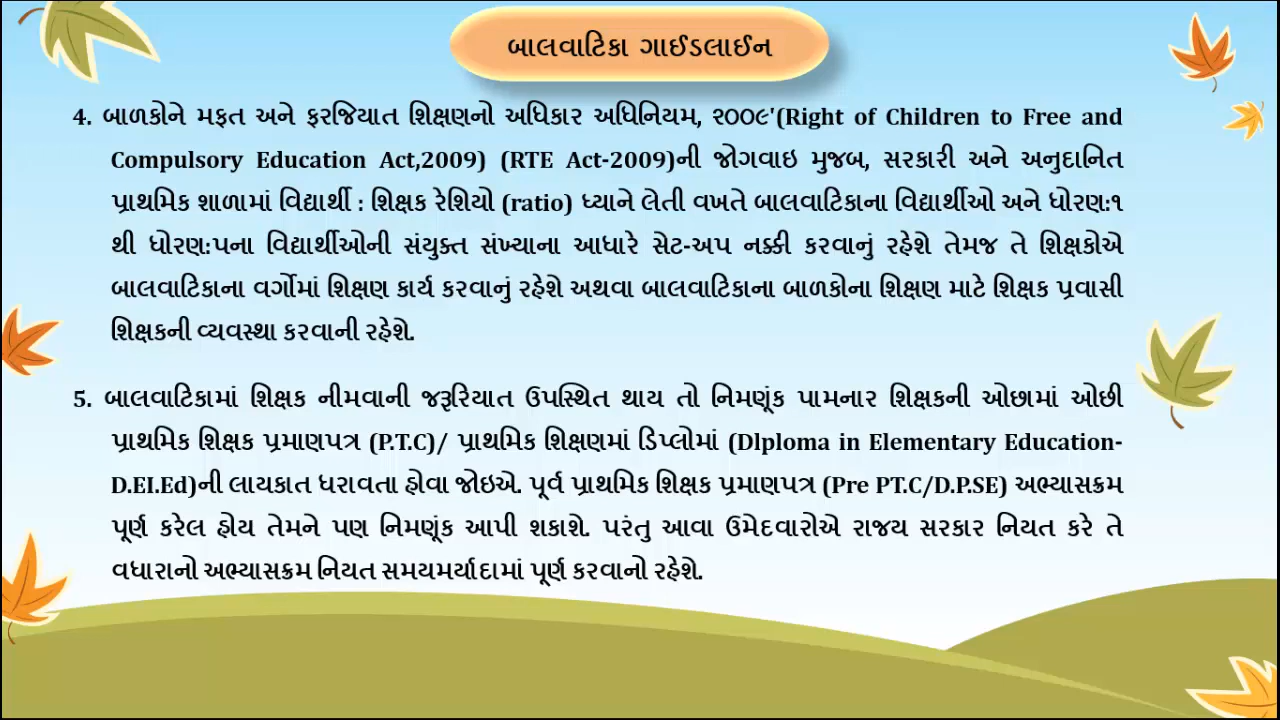 બાલવાટિકા ગાઈડલાઈન
4. બાળકોને મફત અને ફરજિયાત શિક્ષણનો અધિકાર અધિનિયમ, ૨૦૦૯'(Right of Children to Free and
Compulsory Education Act,2009) (RTE Act-2009)ની જોગવાઇ મુજબ, સરકારી અને અનુદાનિત
પ્રાથમિક શાળામાં વિદ્યાર્થી : શિક્ષક રેશિયો (ratio) ધ્યાને લેતી વખતે બાલવાટિકાના વિદ્યાર્થીઓ અને ધોરણ:૧
થી ધોરણ:પના વિદ્યાર્થીઓની સંયુક્ત સંખ્યાના આધારે સેટ-અપ નક્કી કરવાનું રહેશે તેમજ તે શિક્ષકોએ
બાલવાટિકાના વર્ગોમાં શિક્ષણ કાર્ય કરવાનું રહેશે અથવા બાલવાટિકાના બાળકોના શિક્ષણ માટે શિક્ષક પ્રવાસી
શિક્ષકની વ્યવસ્થા કરવાની રહેશે.
5. બાલવાટિકામાં શિક્ષક નીમવાની જરૂરિયાત ઉપસ્થિત થાય તો નિમણૂંક પામનાર શિક્ષકની ઓછામાં ઓછી
પ્રાથમિક શિક્ષક પ્રમાણપત્ર (P.T.C)/ પ્રાથમિક શિક્ષણમાં ડિપ્લોમાં (Dlploma in Elementary Education-
D.EI.Ed)ની લાયકાત ધરાવતા હોવા જોઇએ. પૂર્વ પ્રાથમિક શિક્ષક પ્રમાણપત્ર (Pre PT.C/D.P.SE) અભ્યાસક્રમ
પૂર્ણ કરેલ હોય તેમને પણ નિમણૂંક આપી શકાશે. પરંતુ આવા ઉમેદવારોએ રાજય સરકાર નિયત કરે તે
વધારાનો અભ્યાસક્રમ નિયત સમયમર્યાદામાં પૂર્ણ કરવાનો રહેશે.